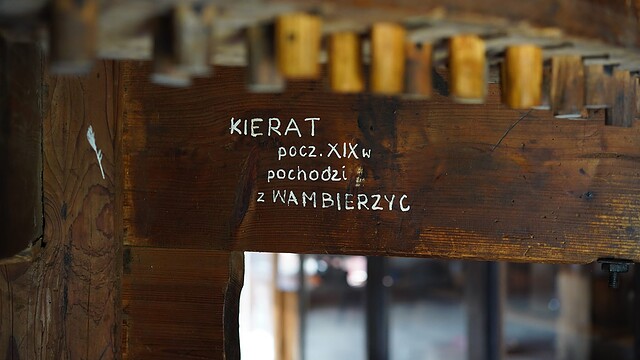 KIERAT
pocz. XIX w
pochodzi
z WAMBIERZYC